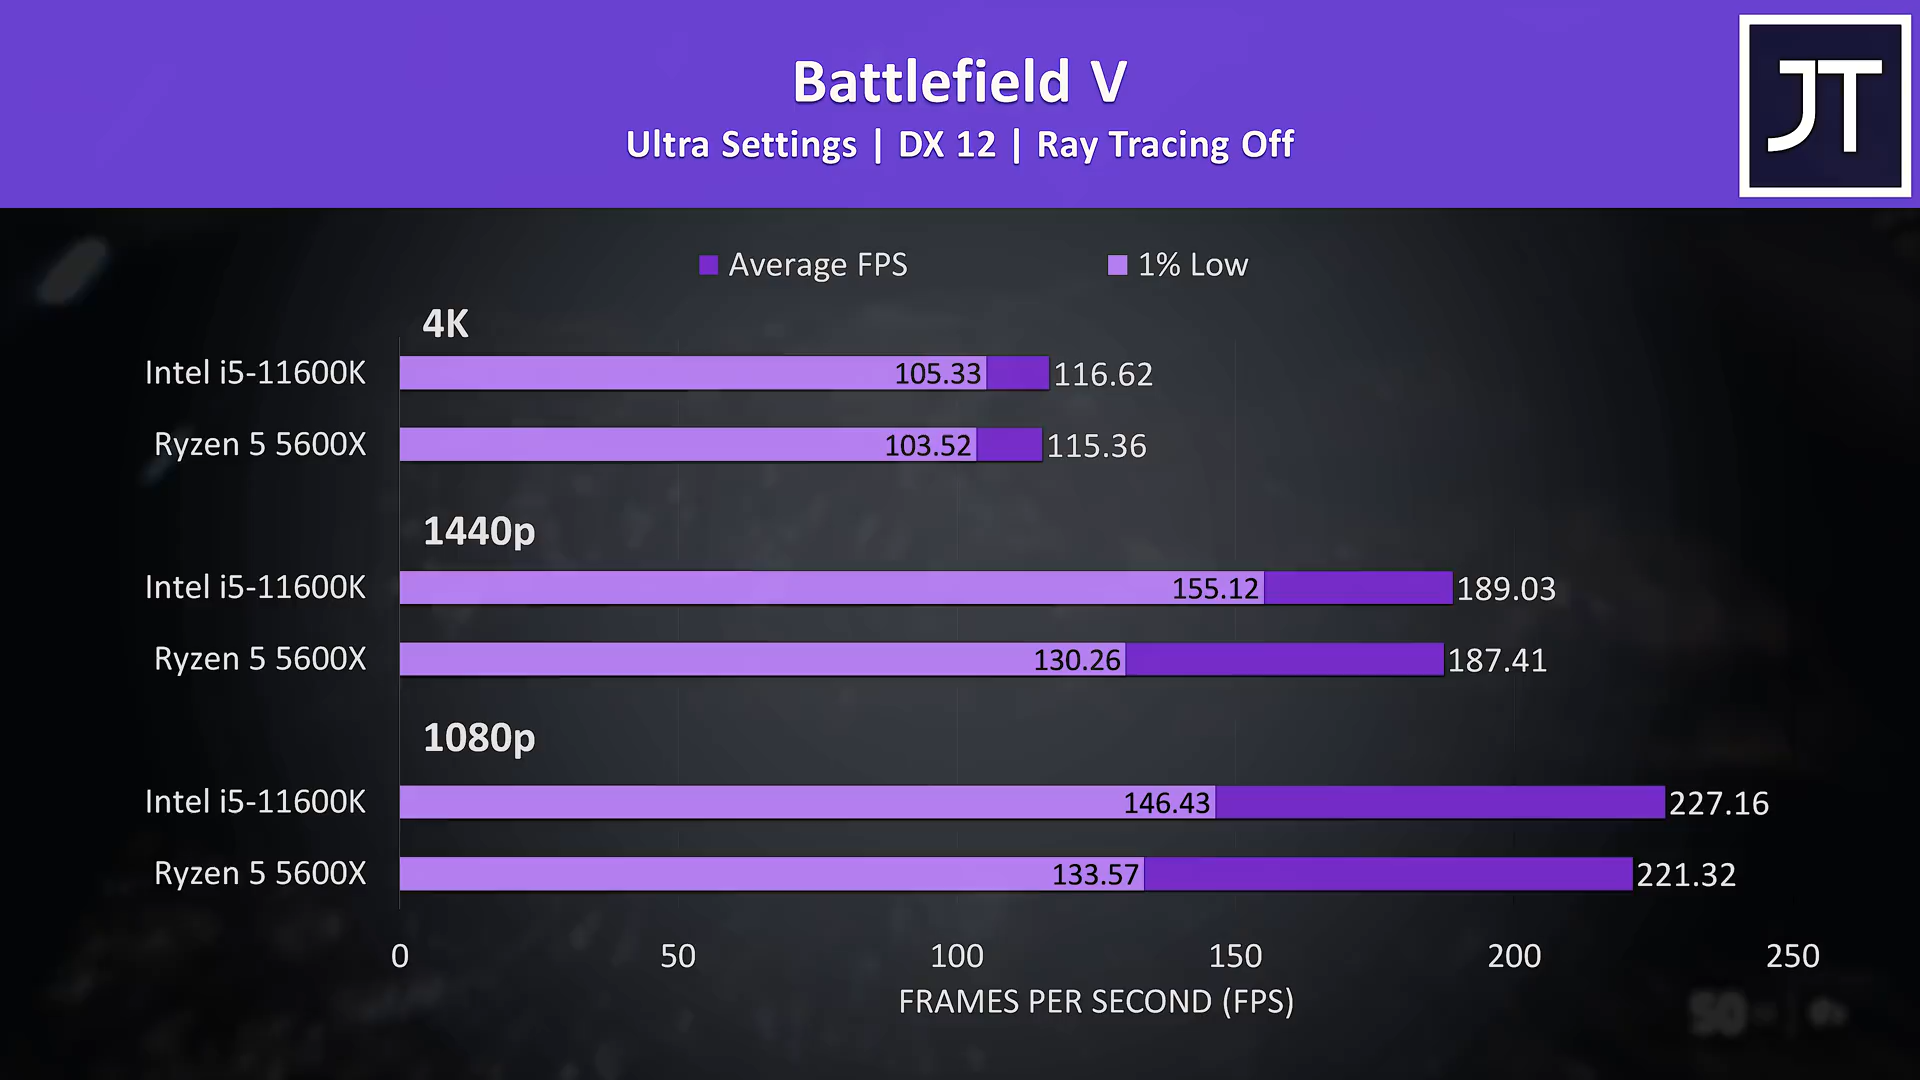 Battlefield V
Ultra Settings | DX 12 | Ray Tracing Off
JT
Average FPS
1% Low
4K
Intel i5-11600K 105.33 116.62
Ryzen 5 5600X 103.52 115.36
1440p
Intel i5-11600K 155.12 189.03
Ryzen 5 5600X 130.26 187.41
1080p
Intel i5-11600K 146.43 227.16
Ryzen 5 5600X 133.57 221.32
0 50 100 150 200 250
FRAMES PER SECOND (FPS)